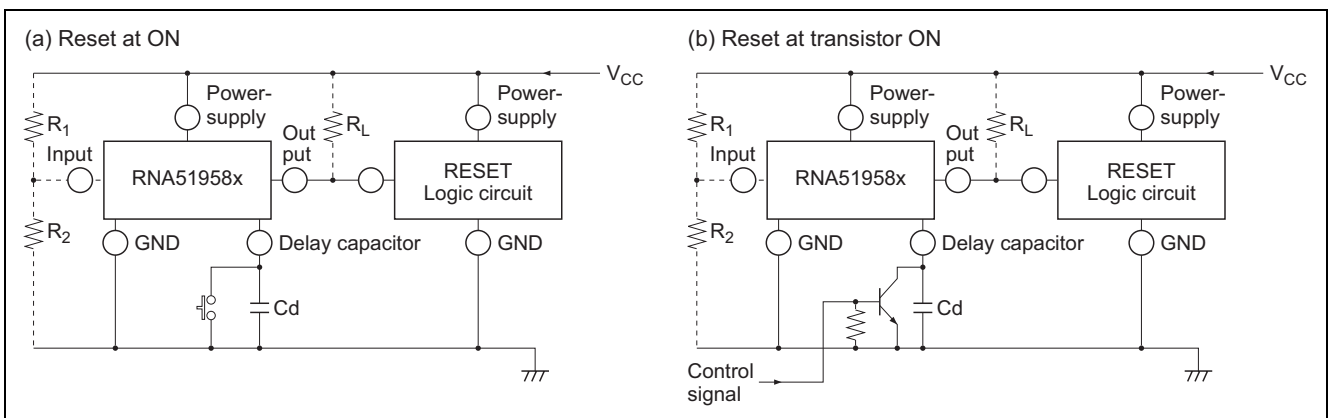 (a) Reset at ON
VCC
Power-
supply
R1
Out
put
RL
Input
RNA51958x
RESET
Logic circuit
R2
GND
Delay capacitor
GND
Cd
(b) Reset at transistor ON
VCC
Power-
supply
Power-
supply
R1
Out
put
RL
Input
RNA51958x
RESET
Logic circuit
R2
GND
Delay capacitor
GND
Cd
Control
signal
Power-
supply